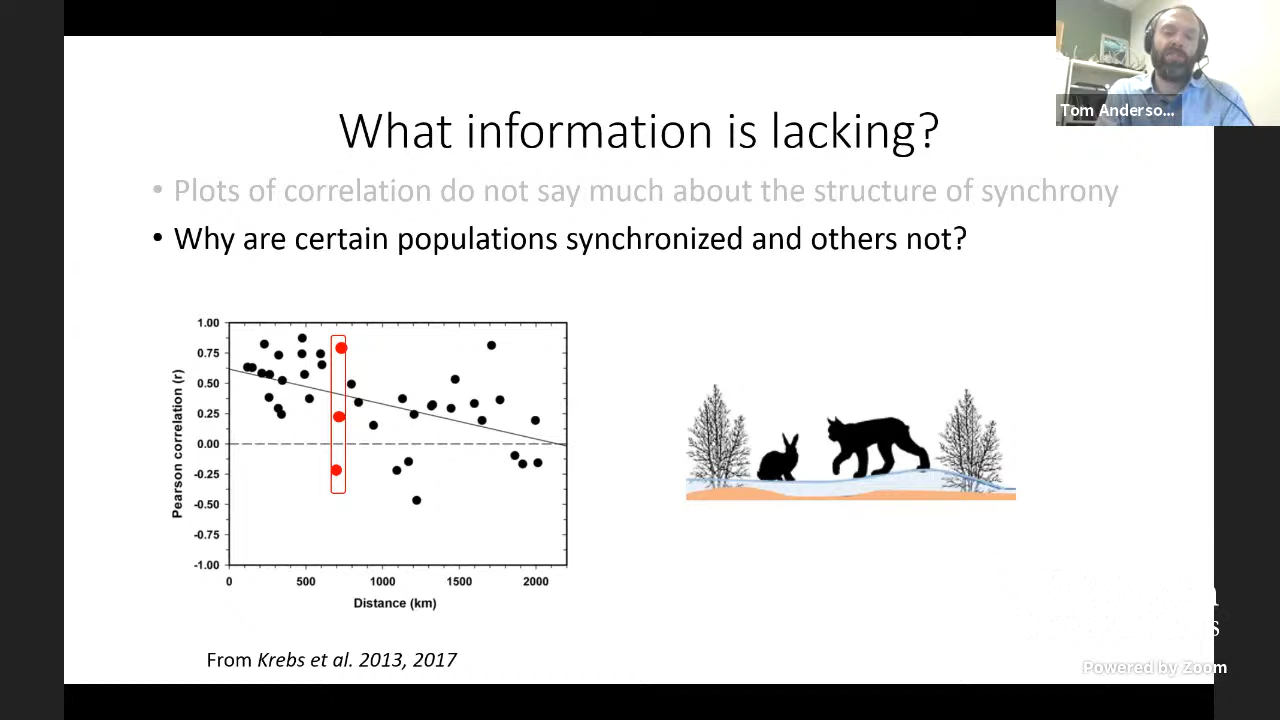 Tom Anderso...
What information is lacking?
• Plots of correlation do not say much about the structure of synchrony
• Why are certain populations synchronized and others not?
1.00
0.75
0.50
0.25
0.00
-0.25
-0.50
-0.75
-1.00
Pearson correlation (r)
0 500 1000 1500 2000
Distance (km)
From Krebs et al. 2013, 2017
Powered by Zoom